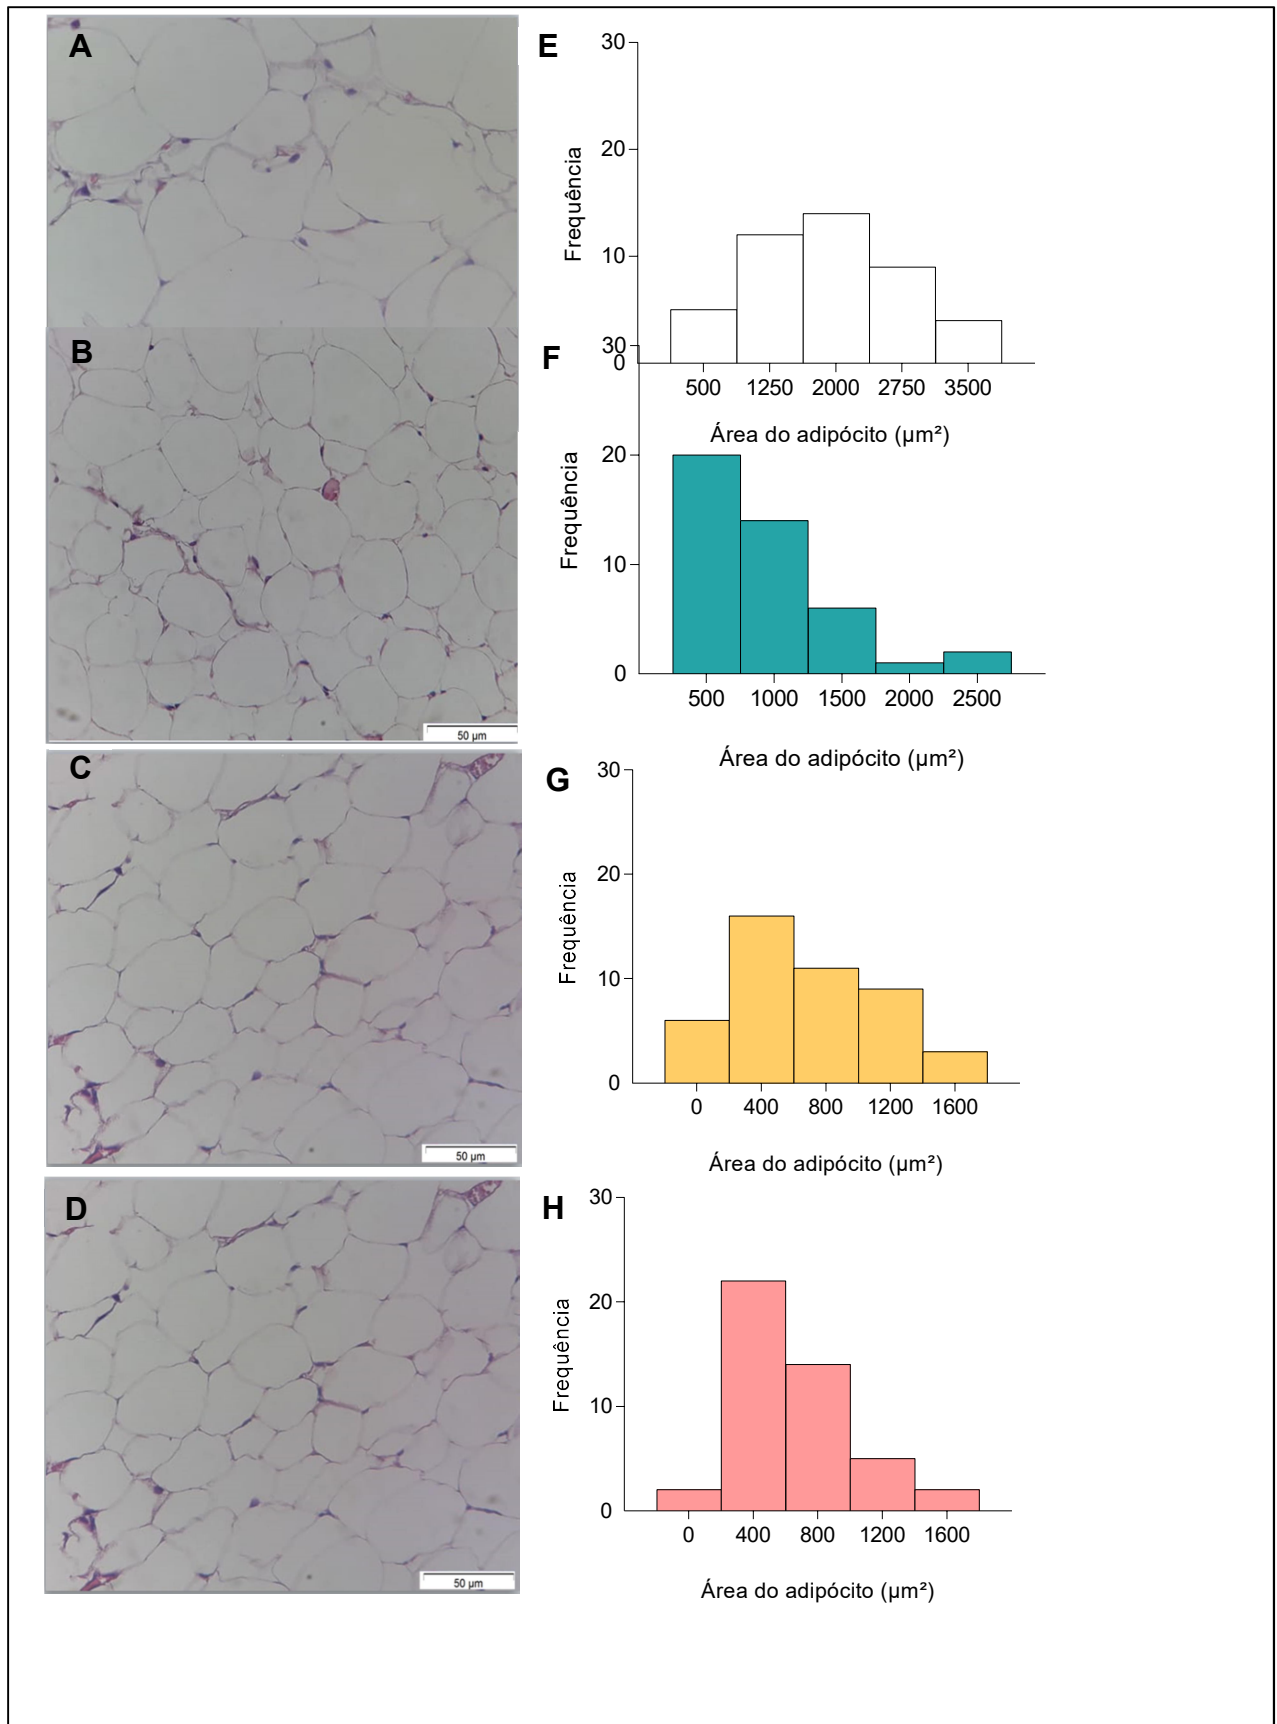 A
E
30
20
10
0
Frequência
500 1250 2000 2750 3500
Área do adipócito (µm²)
B
50 µm
F
30
20
10
0
Frequência
500 1000 1500 2000 2500
Área do adipócito (µm²)
C
50 µm
G
30
20
10
0
Frequência
0 400 800 1200 1600
Área do adipócito (µm²)
D
50 µm
H
30
20
10
0
Frequência
0 400 800 1200 1600
Área do adipócito (µm²)